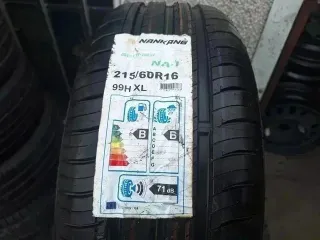 NANKANG
NA-1
215/60R16
99H XL
B
B
A
B
C
D
E
F
G
71 dB